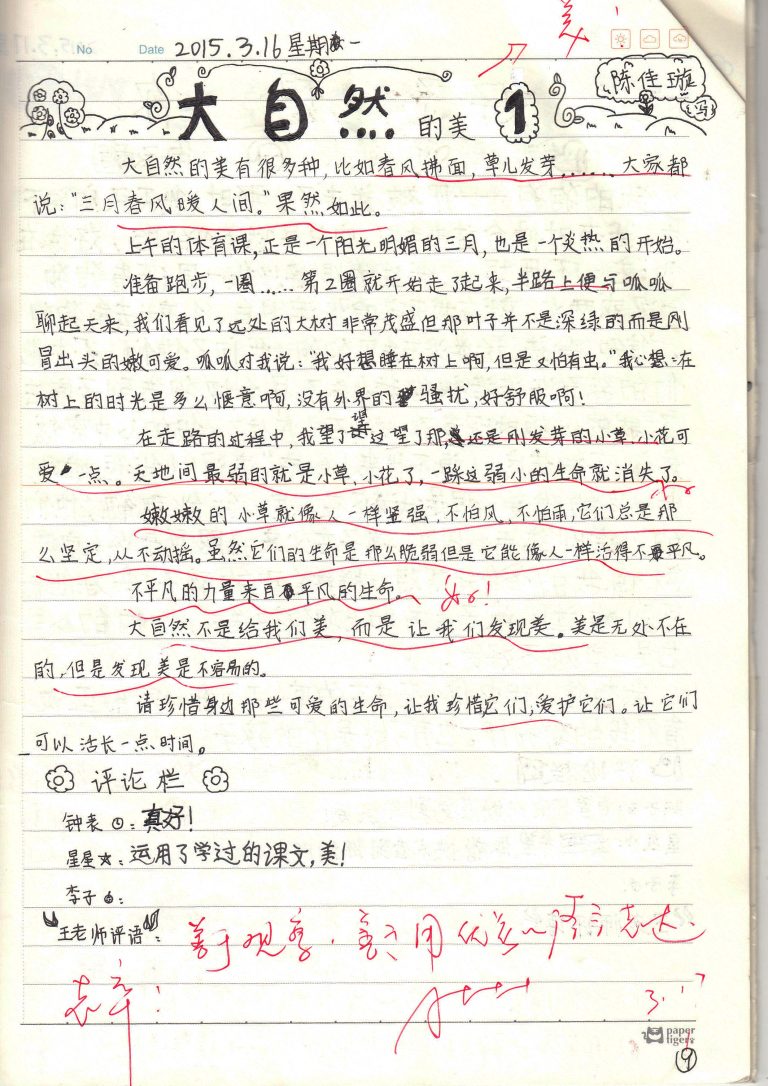 美!
No Date 2015.3.16 星期一
大自然的美 1 陈佳璇 写
大自然的美有很多种,比如春风拂面,草儿发芽……大家都
说:“三月春风暖人间。”果然如此。
上午的体育课,正是一个阳光明媚的三月,也是一个炎热的开始。
准备跑步,一圈……第2圈就开始走了起来,半路上便与呱呱
聊起天来,我们看见了远处的大树非常茂盛但那叶子并不是深绿的而是刚
冒出头的嫩可爱。呱呱对我说:“我好想睡在树上啊,但是又怕有虫。”我心想:在
树上的时光是多么惬意啊,没有外界的骚扰,好舒服啊!
在走路的过程中,我望了望这望了那,还是刚发芽的小草、小花可
爱一点。天地间最弱的就是小草、小花了,一踩这弱小的生命就消失了。
嫩嫩的小草就像人一样坚强,不怕风、不怕雨,它们总是那
么坚定,从不动摇。虽然它们的生命是那么脆弱但是它能像人一样活得不平凡。
不平凡的力量来自平凡的生命。 好!
大自然不是给我们美,而是让我们发现美。美是无处不在
的,但是发现美是不容易的。
请珍惜身边那些可爱的生命,让我珍惜它们,爱护它们。让它们
可以活长一点时间。
评论栏
钟表:真好!
星星:运用了学过的课文,美!
李子:
王老师评语:善于观察,
A++++ 3.17
paper tiger
19